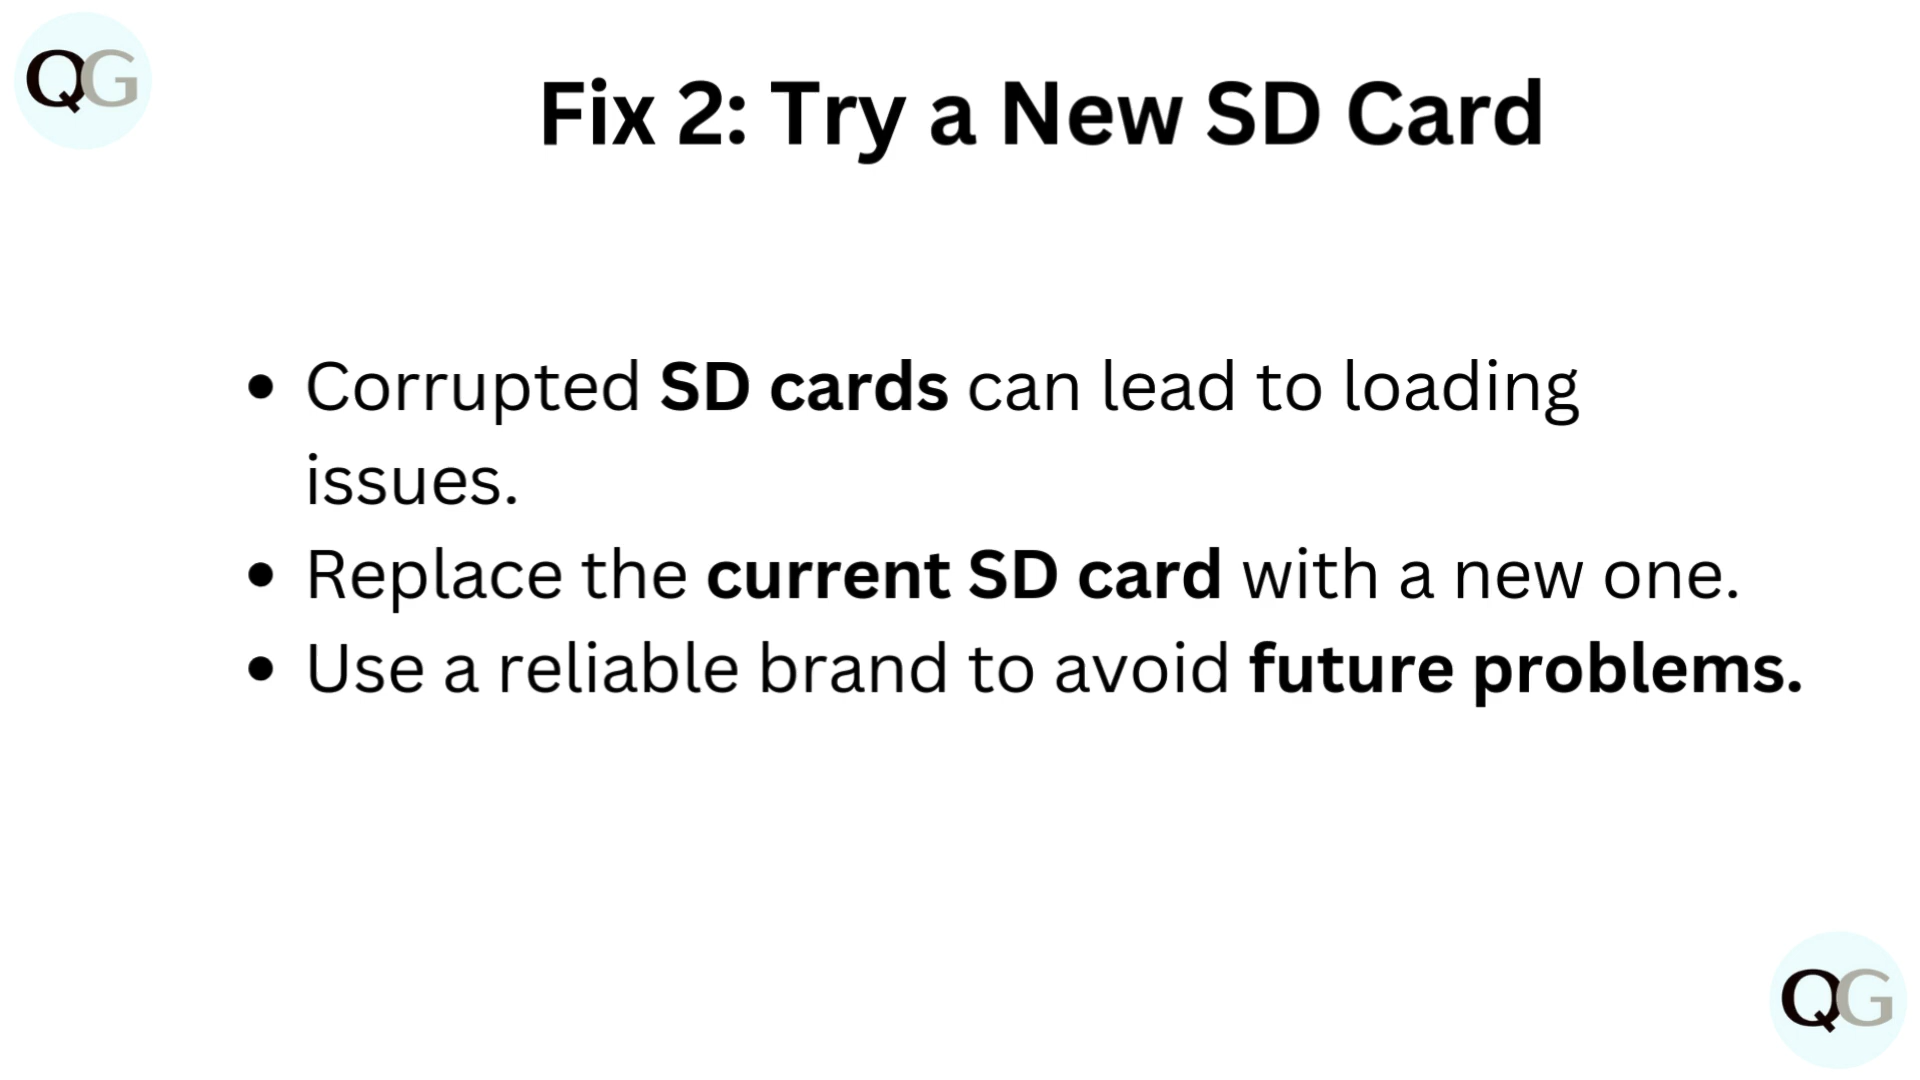 QG
Fix 2: Try a New SD Card
• Corrupted SD cards can lead to loading
issues.
• Replace the current SD card with a new one.
• Use a reliable brand to avoid future problems.
QG